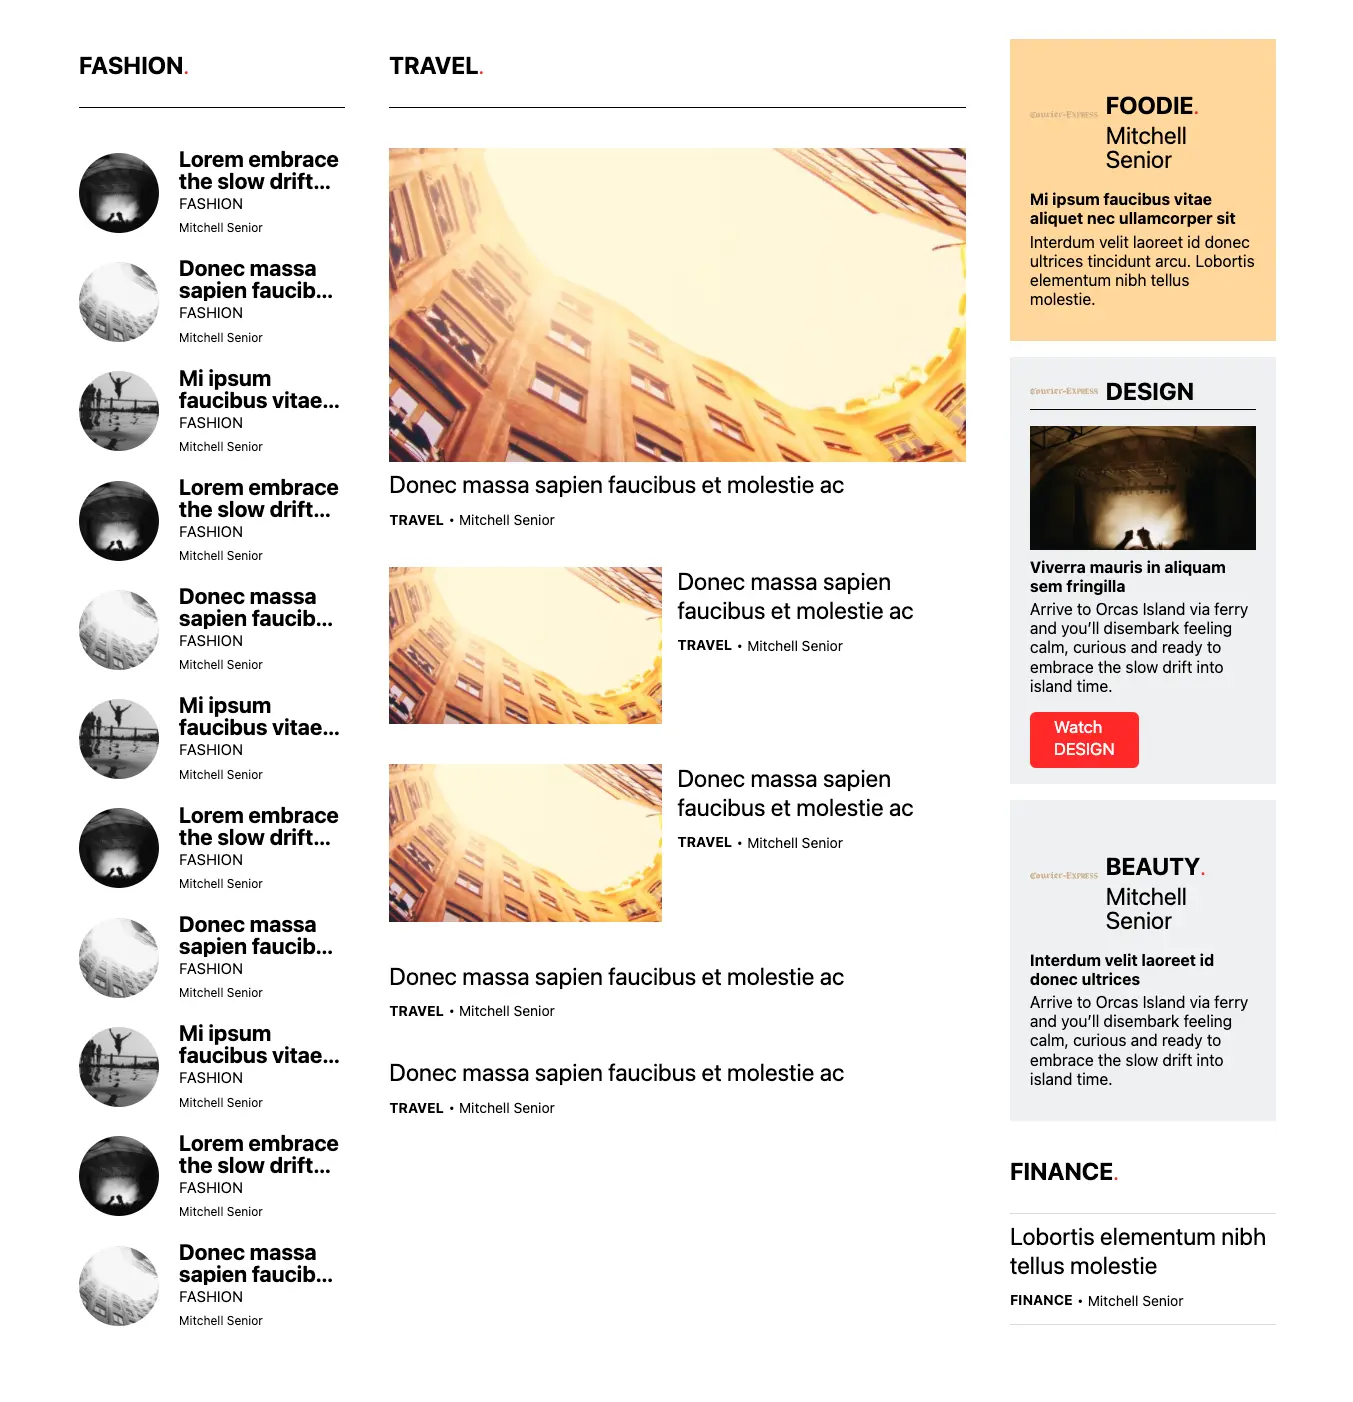 FASHION.
Lorem embrace
the slow drift...
FASHION
Mitchell Senior
Donec massa
sapien faucib...
FASHION
Mitchell Senior
Mi ipsum
faucibus vitae...
FASHION
Mitchell Senior
Lorem embrace
the slow drift...
FASHION
Mitchell Senior
Donec massa
sapien faucib...
FASHION
Mitchell Senior
Mi ipsum
faucibus vitae...
FASHION
Mitchell Senior
Lorem embrace
the slow drift...
FASHION
Mitchell Senior
Donec massa
sapien faucib...
FASHION
Mitchell Senior
Mi ipsum
faucibus vitae...
FASHION
Mitchell Senior
Lorem embrace
the slow drift...
FASHION
Mitchell Senior
Donec massa
sapien faucib...
FASHION
Mitchell Senior
TRAVEL.
Donec massa sapien faucibus et molestie ac
TRAVEL • Mitchell Senior
Donec massa sapien
faucibus et molestie ac
TRAVEL • Mitchell Senior
Donec massa sapien
faucibus et molestie ac
TRAVEL • Mitchell Senior
Donec massa sapien faucibus et molestie ac
TRAVEL • Mitchell Senior
Donec massa sapien faucibus et molestie ac
TRAVEL • Mitchell Senior
Courier-Express FOODIE.
Mitchell
Senior
Mi ipsum faucibus vitae
aliquet nec ullamcorper sit
Interdum velit laoreet id donec
ultrices tincidunt arcu. Lobortis
elementum nibh tellus
molestie.
Courier-Express DESIGN
Viverra mauris in aliquam
sem fringilla
Arrive to Orcas Island via ferry
and you’ll disembark feeling
calm, curious and ready to
embrace the slow drift into
island time.
Watch
DESIGN
Courier-Express BEAUTY.
Mitchell
Senior
Interdum velit laoreet id
donec ultrices
Arrive to Orcas Island via ferry
and you’ll disembark feeling
calm, curious and ready to
embrace the slow drift into
island time.
FINANCE.
Lobortis elementum nibh
tellus molestie
FINANCE • Mitchell Senior